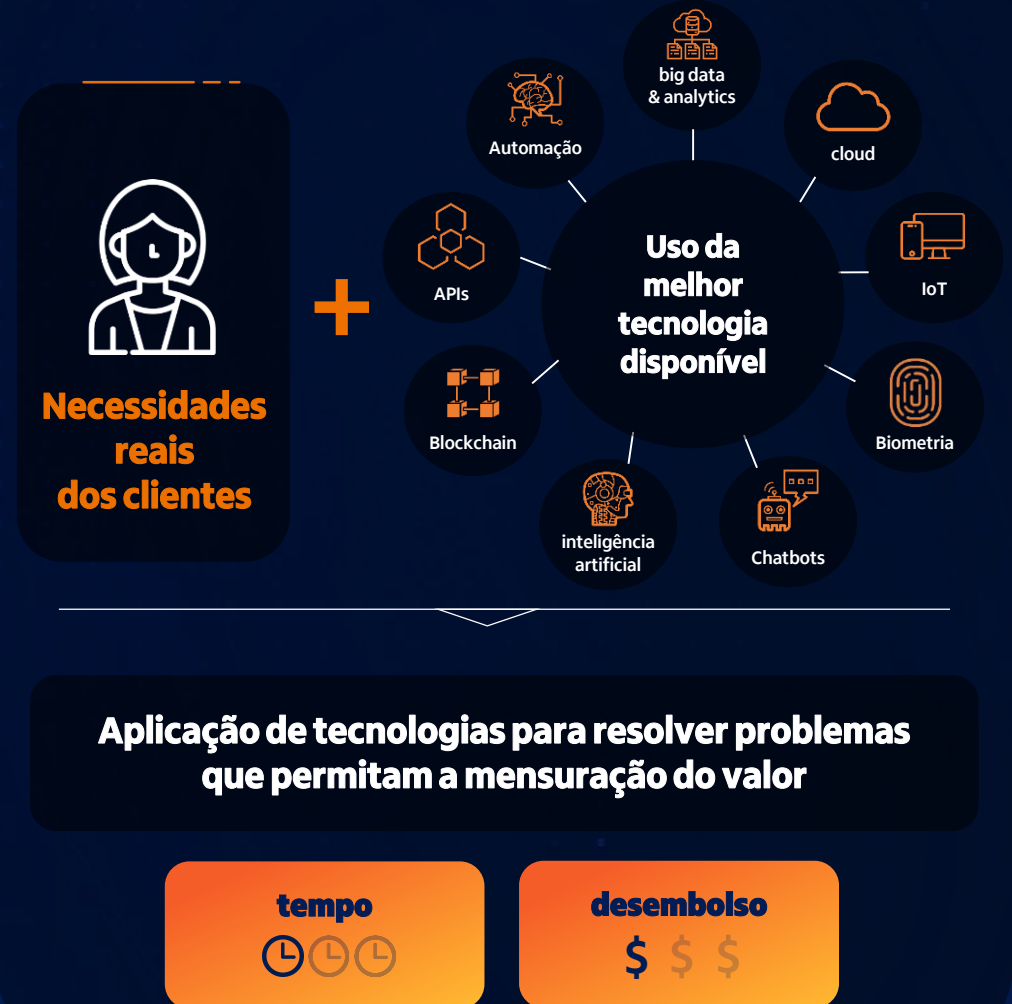 Necessidades
reais
dos clientes
+
Uso da
melhor
tecnologia
disponível
big data
& analytics
cloud
IoT
Biometria
Chatbots
inteligência
artificial
Blockchain
APIs
Automação
Aplicação de tecnologias para resolver problemas
que permitam a mensuração do valor
tempo
desembolso
$ $ $